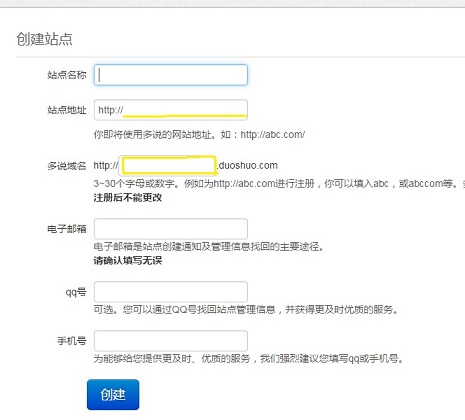 创建站点
站点名称
站点地址 http://
你即将使用多说的网站地址。如：http://abc.com/
多说域名 http:// .duoshuo.com
3~30个字母或数字。例如为http://abc.com进行注册，你可以填入abc，或abccom等。
注册后不能更改
电子邮箱
电子邮箱是站点创建通知及管理信息找回的主要途径。
请确认填写无误
qq号
可选。您可以通过QQ号找回站点管理信息，并获得更及时优质的服务。
手机号
为能够给您提供更及时、优质的服务，我们强烈建议您填写qq或手机号。
创建